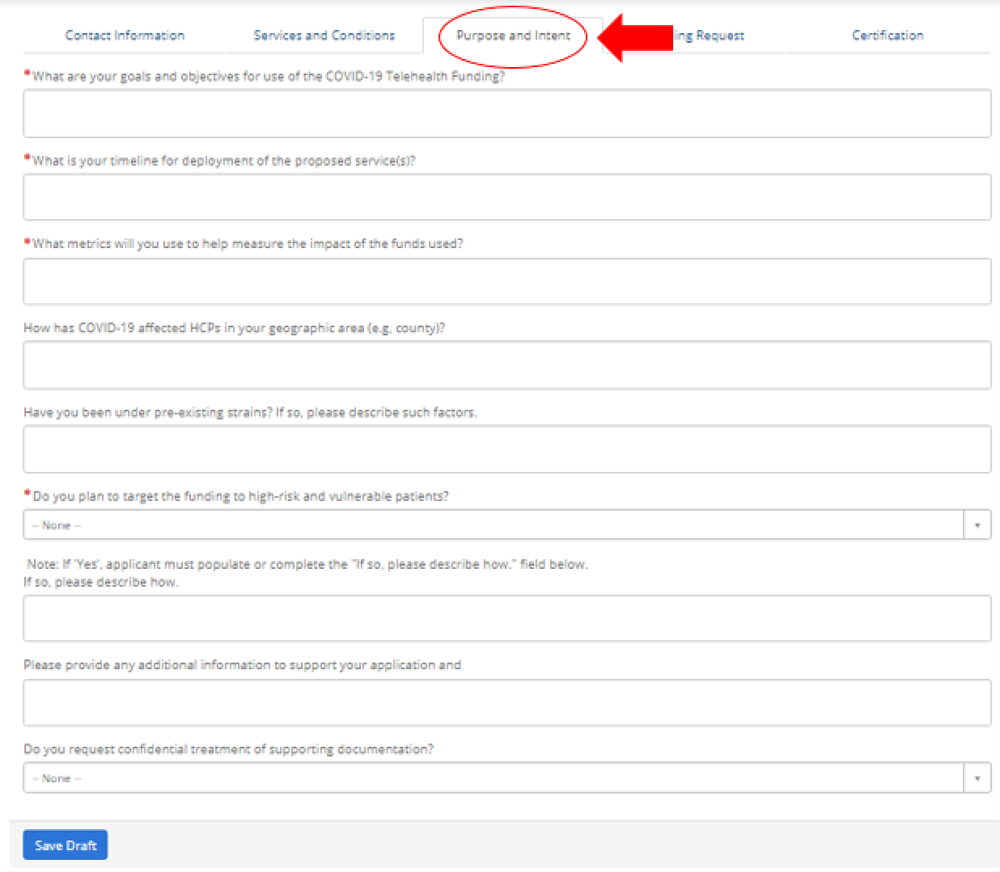 Contact Information Services and Conditions Purpose and Intent ing Request Certification
*What are your goals and objectives for use of the COVID-19 Telehealth Funding?
*What is your timeline for deployment of the proposed service(s)?
*What metrics will you use to help measure the impact of the funds used?
How has COVID-19 affected HCPs in your geographic area (e.g, county)?
Have you been under pre-existing strains? If so, please describe such factors.
*Do you plan to target the funding to high-risk and vulnerable patients?
-- None --
Note: If 'Yes', applicant must populate or complete the "If so, please describe how." field below.
If so, please describe how.
Please provide any additional information to support your application and
Do you request confidential treatment of supporting documentation?
-- None --
Save Draft